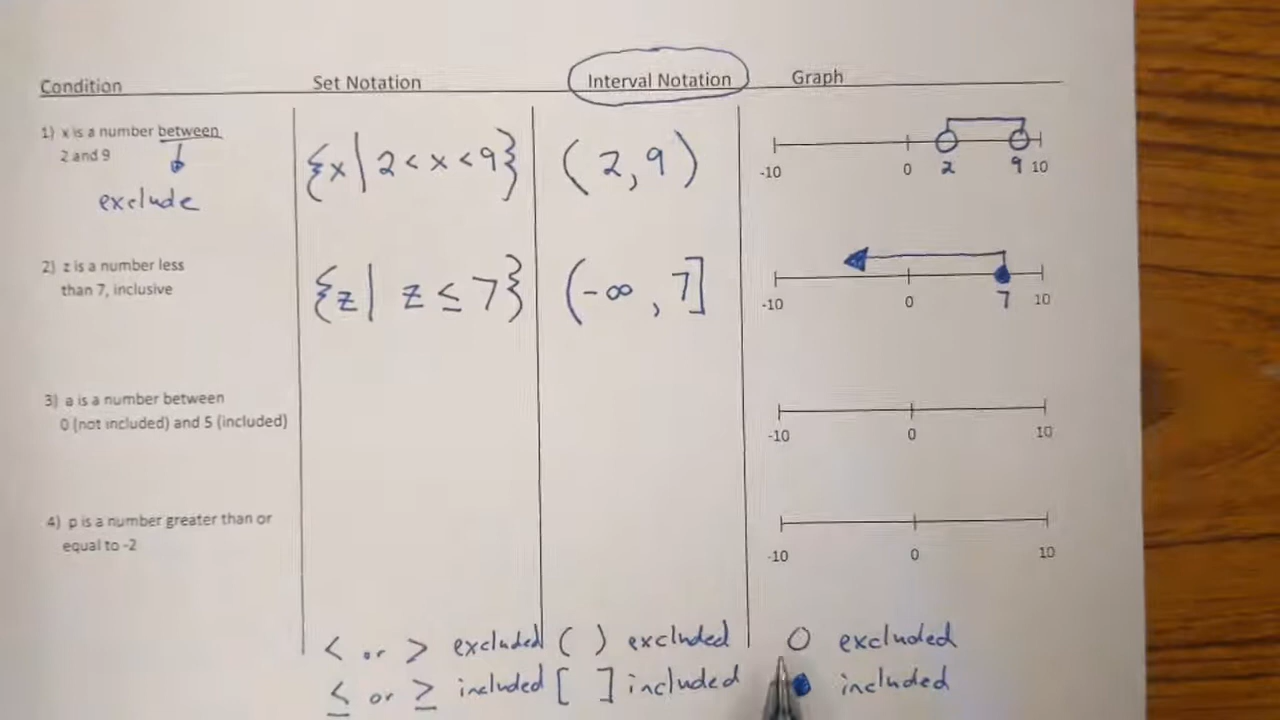 Condition Set Notation Interval Notation Graph
1) x is a number between
2 and 9
exclude
{x| 2 < x < 9}
(2, 9)
-10 0 2 9 10
2) z is a number less
than 7, inclusive
{z| z ≤ 7}
(-∞, 7]
-10 0 7 10
3) a is a number between
0 (not included) and 5 (included)
-10 0 10
4) p is a number greater than or
equal to -2
-10 0 10
< or > excluded ( ) excluded O excluded
≤ or ≥ included [ ] included ● included